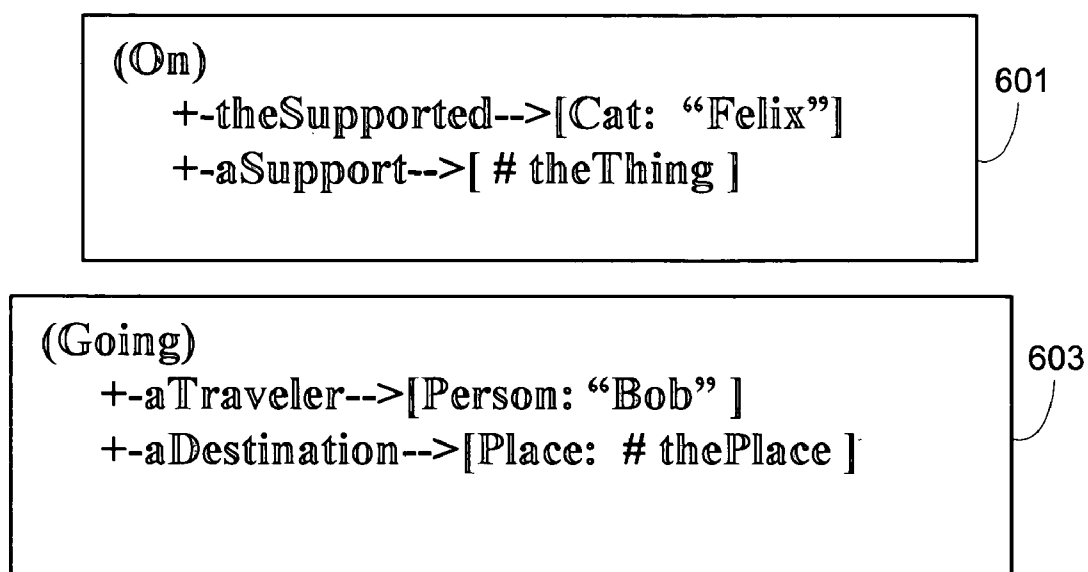 (On)
+-theSupported-->[Cat: “Felix”]
+-aSupport-->[ # theThing ]
601
(Going)
+-aTraveler-->[Person: “Bob” ]
+-aDestination-->[Place: # thePlace ]
603